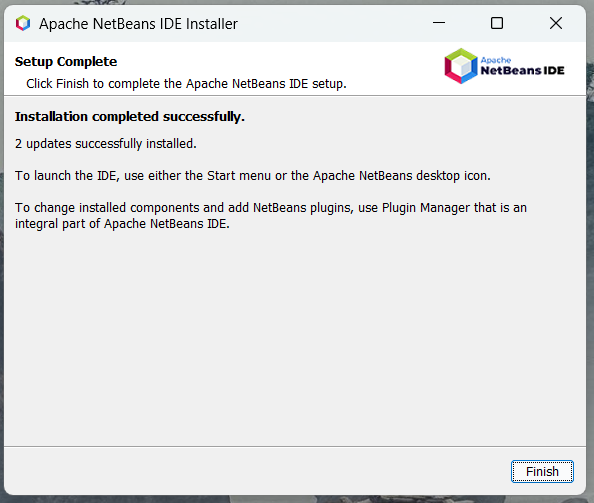 Apache NetBeans IDE Installer
Setup Complete
Click Finish to complete the Apache NetBeans IDE setup.
Apache
NetBeans IDE
Installation completed successfully.
2 updates successfully installed.
To launch the IDE, use either the Start menu or the Apache NetBeans desktop icon.
To change installed components and add NetBeans plugins, use Plugin Manager that is an
integral part of Apache NetBeans IDE.
Finish